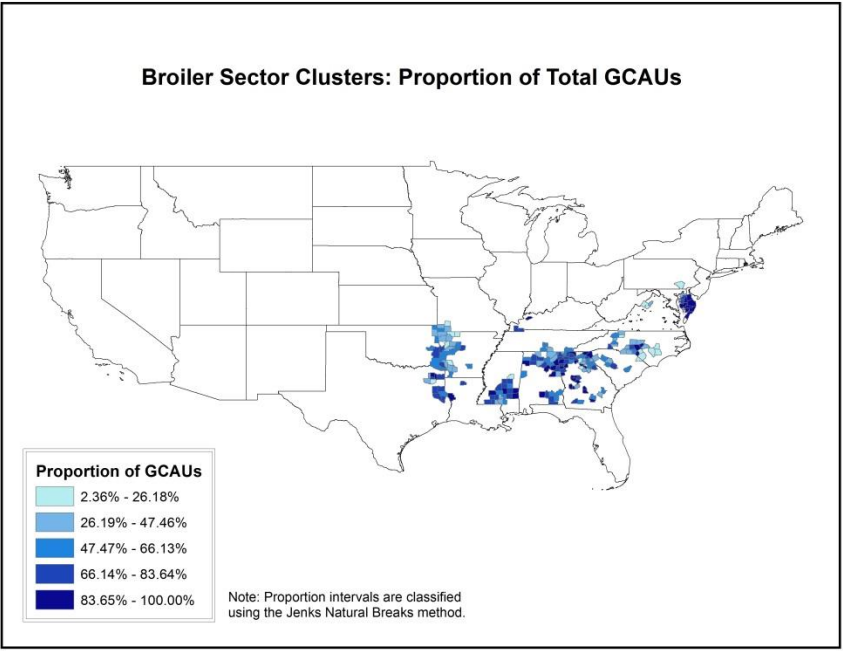 Broiler Sector Clusters: Proportion of Total GCAUs
Proportion of GCAUs
2.36% - 26.18%
26.19% - 47.46%
47.47% - 66.13%
66.14% - 83.64%
83.65% - 100.00%
Note: Proportion intervals are classified
using the Jenks Natural Breaks method.